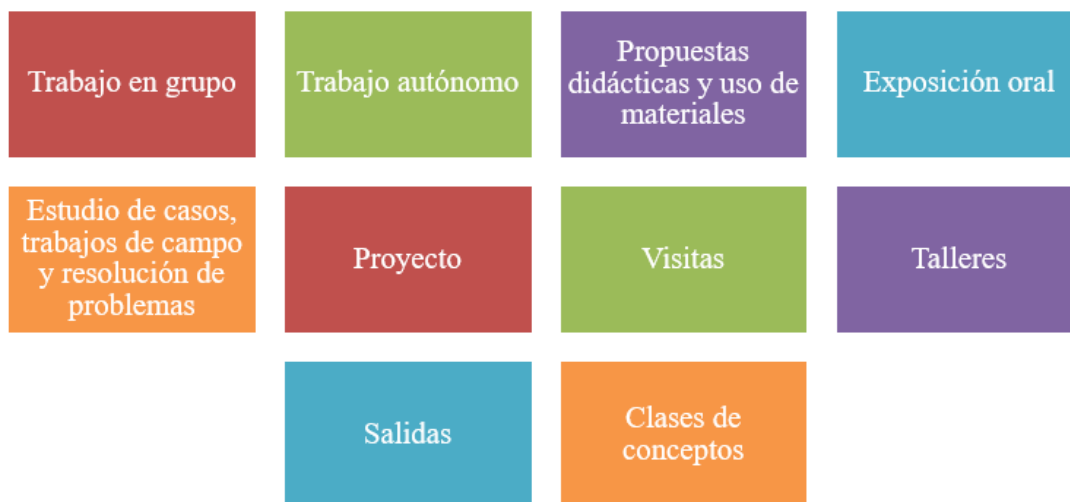 Trabajo en grupo
Trabajo autónomo
Propuestas
didácticas y uso de
materiales
Exposición oral
Estudio de casos,
trabajos de campo
y resolución de
problemas
Proyecto
Visitas
Talleres
Salidas
Clases de
conceptos